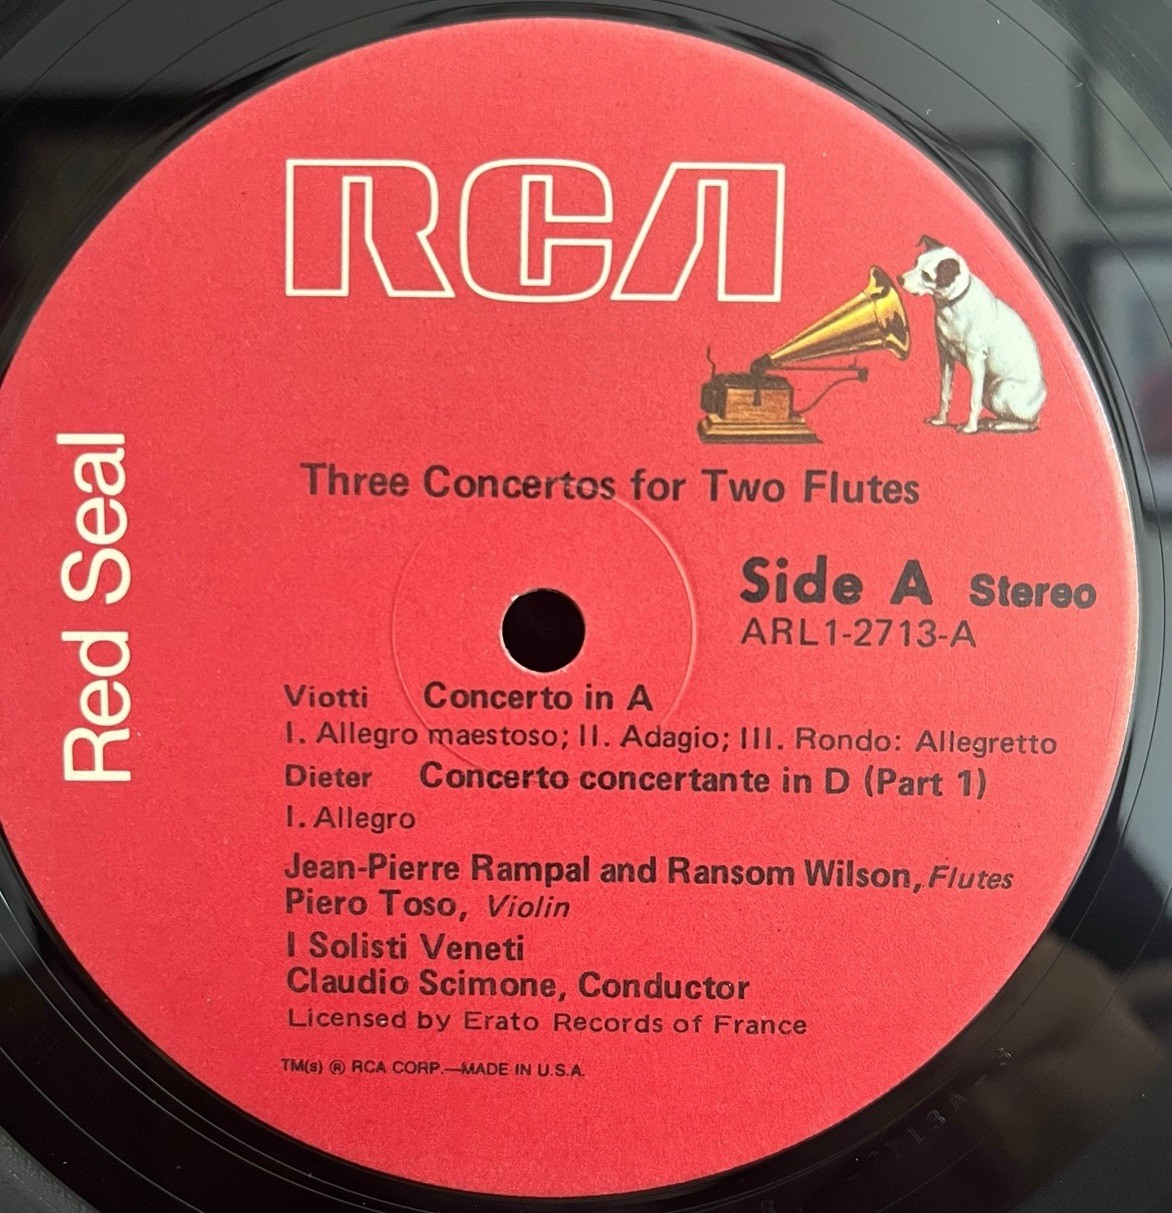 RCA
Red Seal
Three Concertos for Two Flutes
Side A Stereo
ARL1-2713-A
Viotti Concerto in A
I. Allegro maestoso; II. Adagio; III. Rondo: Allegretto
Dieter Concerto concertante in D (Part 1)
I. Allegro
Jean-Pierre Rampal and Ransom Wilson, Flutes
Piero Toso, Violin
I Solisti Veneti
Claudio Scimone, Conductor
Licensed by Erato Records of France
TM(s) ® RCA CORP.—MADE IN U.S.A.